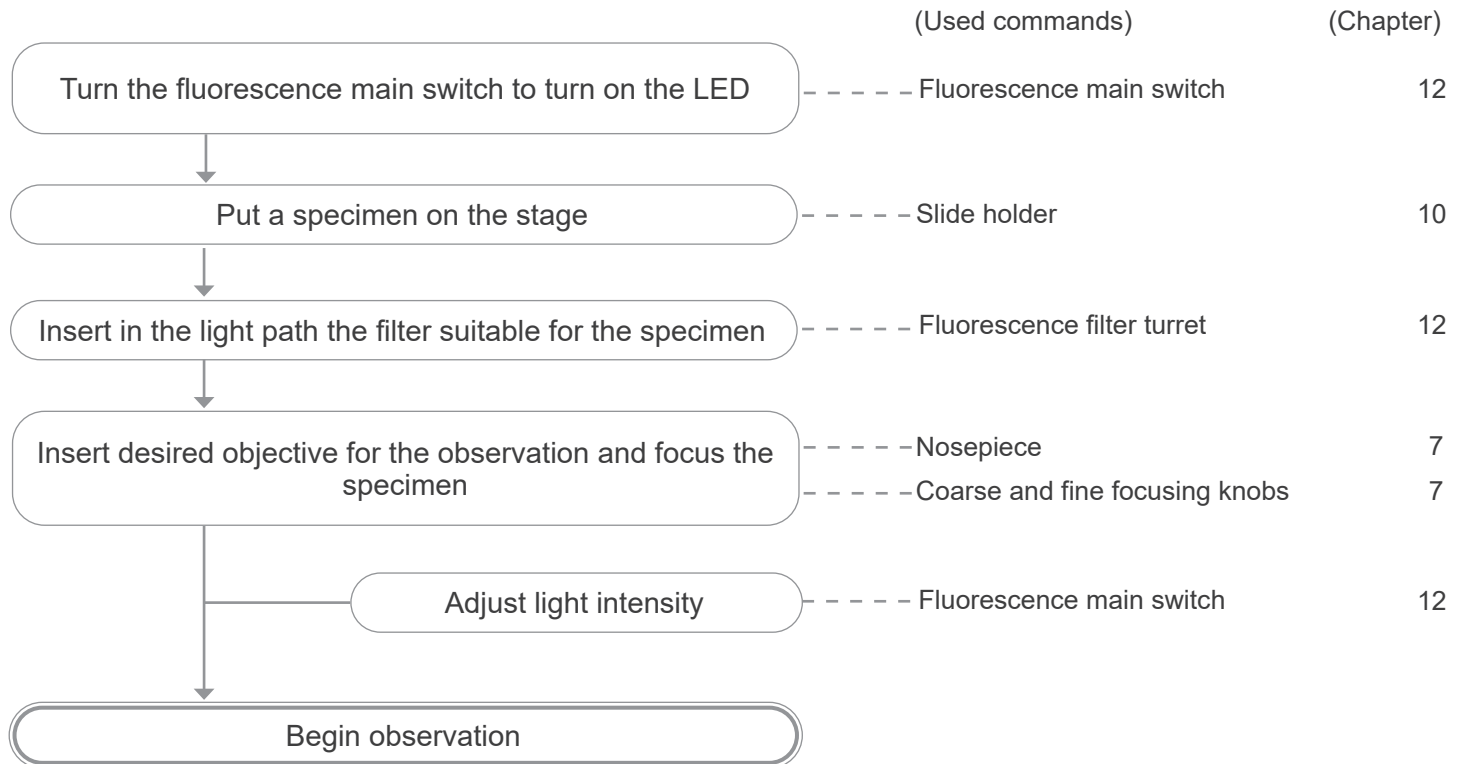 (Used commands) (Chapter)
Turn the fluorescence main switch to turn on the LED Fluorescence main switch 12
Put a specimen on the stage Slide holder 10
Insert in the light path the filter suitable for the specimen Fluorescence filter turret 12
Insert desired objective for the observation and focus the
specimen
Nosepiece 7
Coarse and fine focusing knobs 7
Adjust light intensity Fluorescence main switch 12
Begin observation